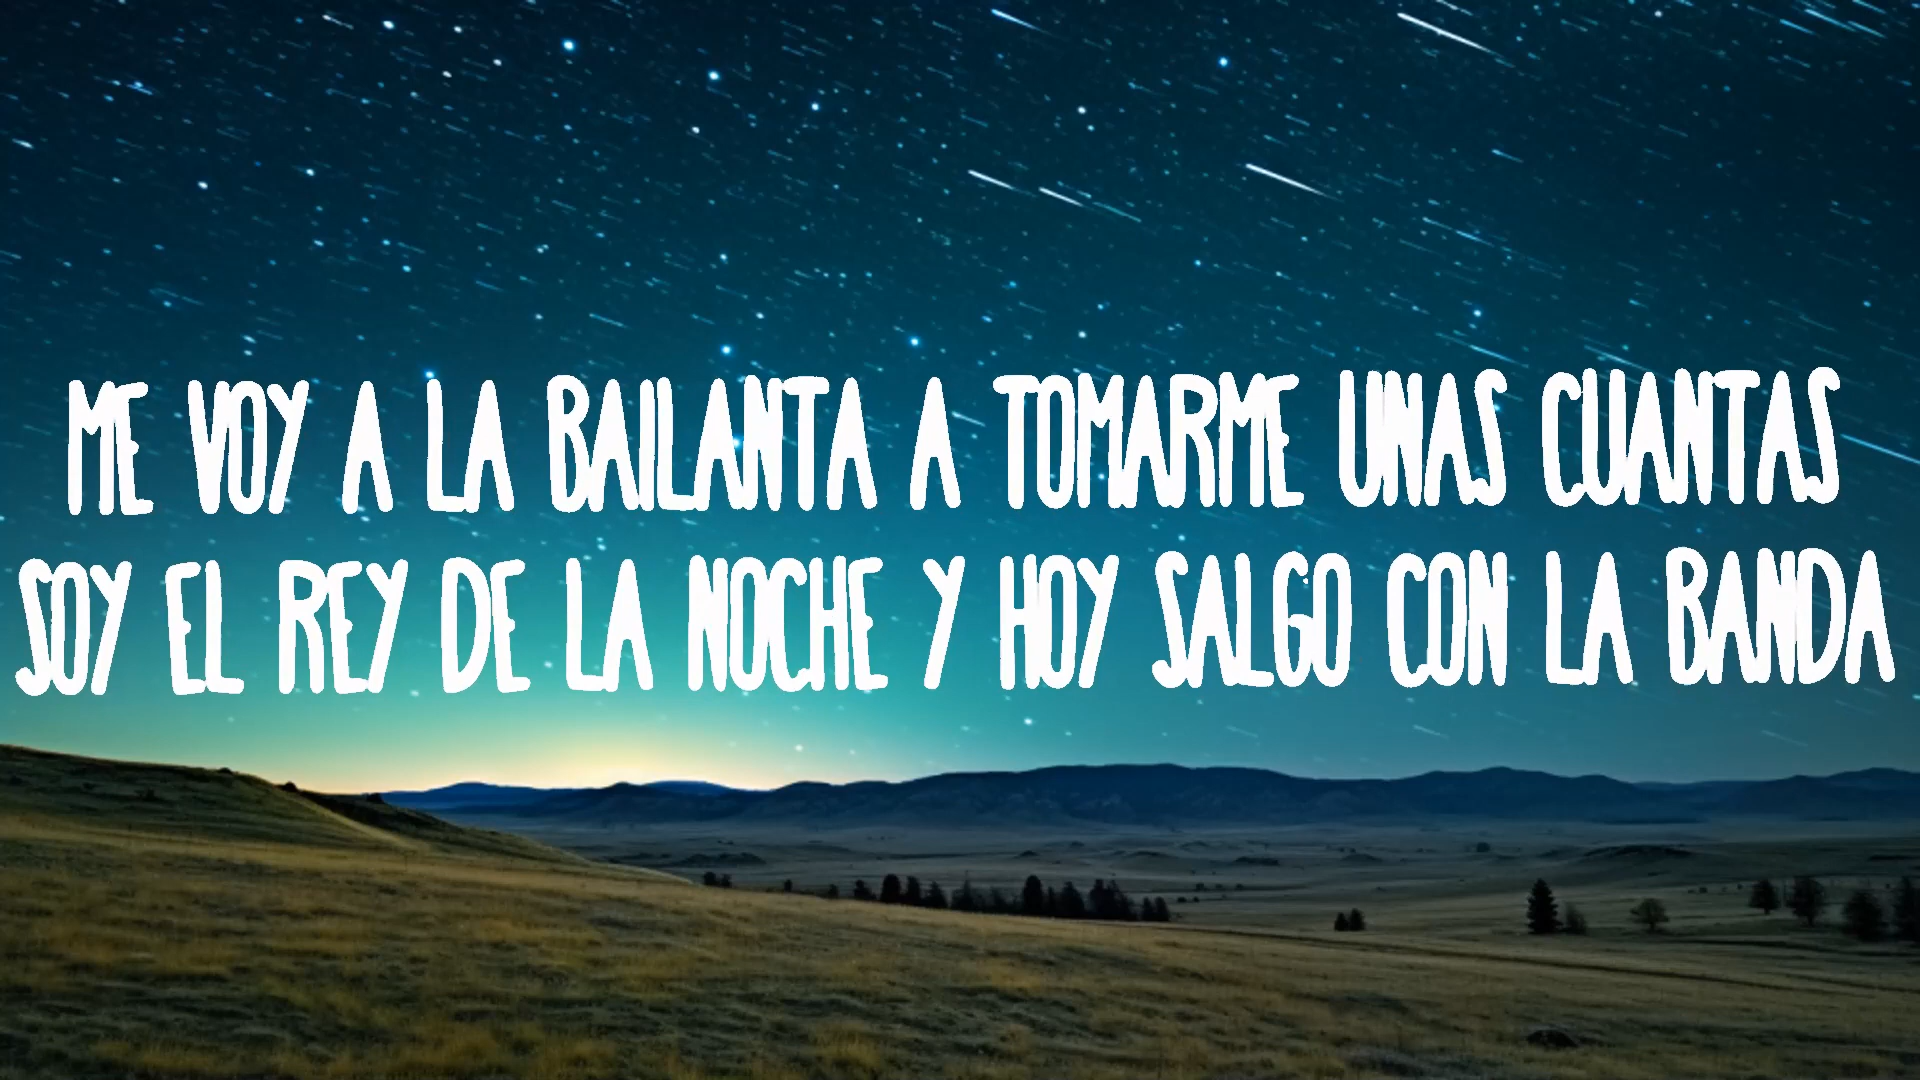 ME VOY A LA BAILANTA A TOMARME UNAS CUANTAS
SOY EL REY DE LA NOCHE Y HOY SALGO CON LA BANDA